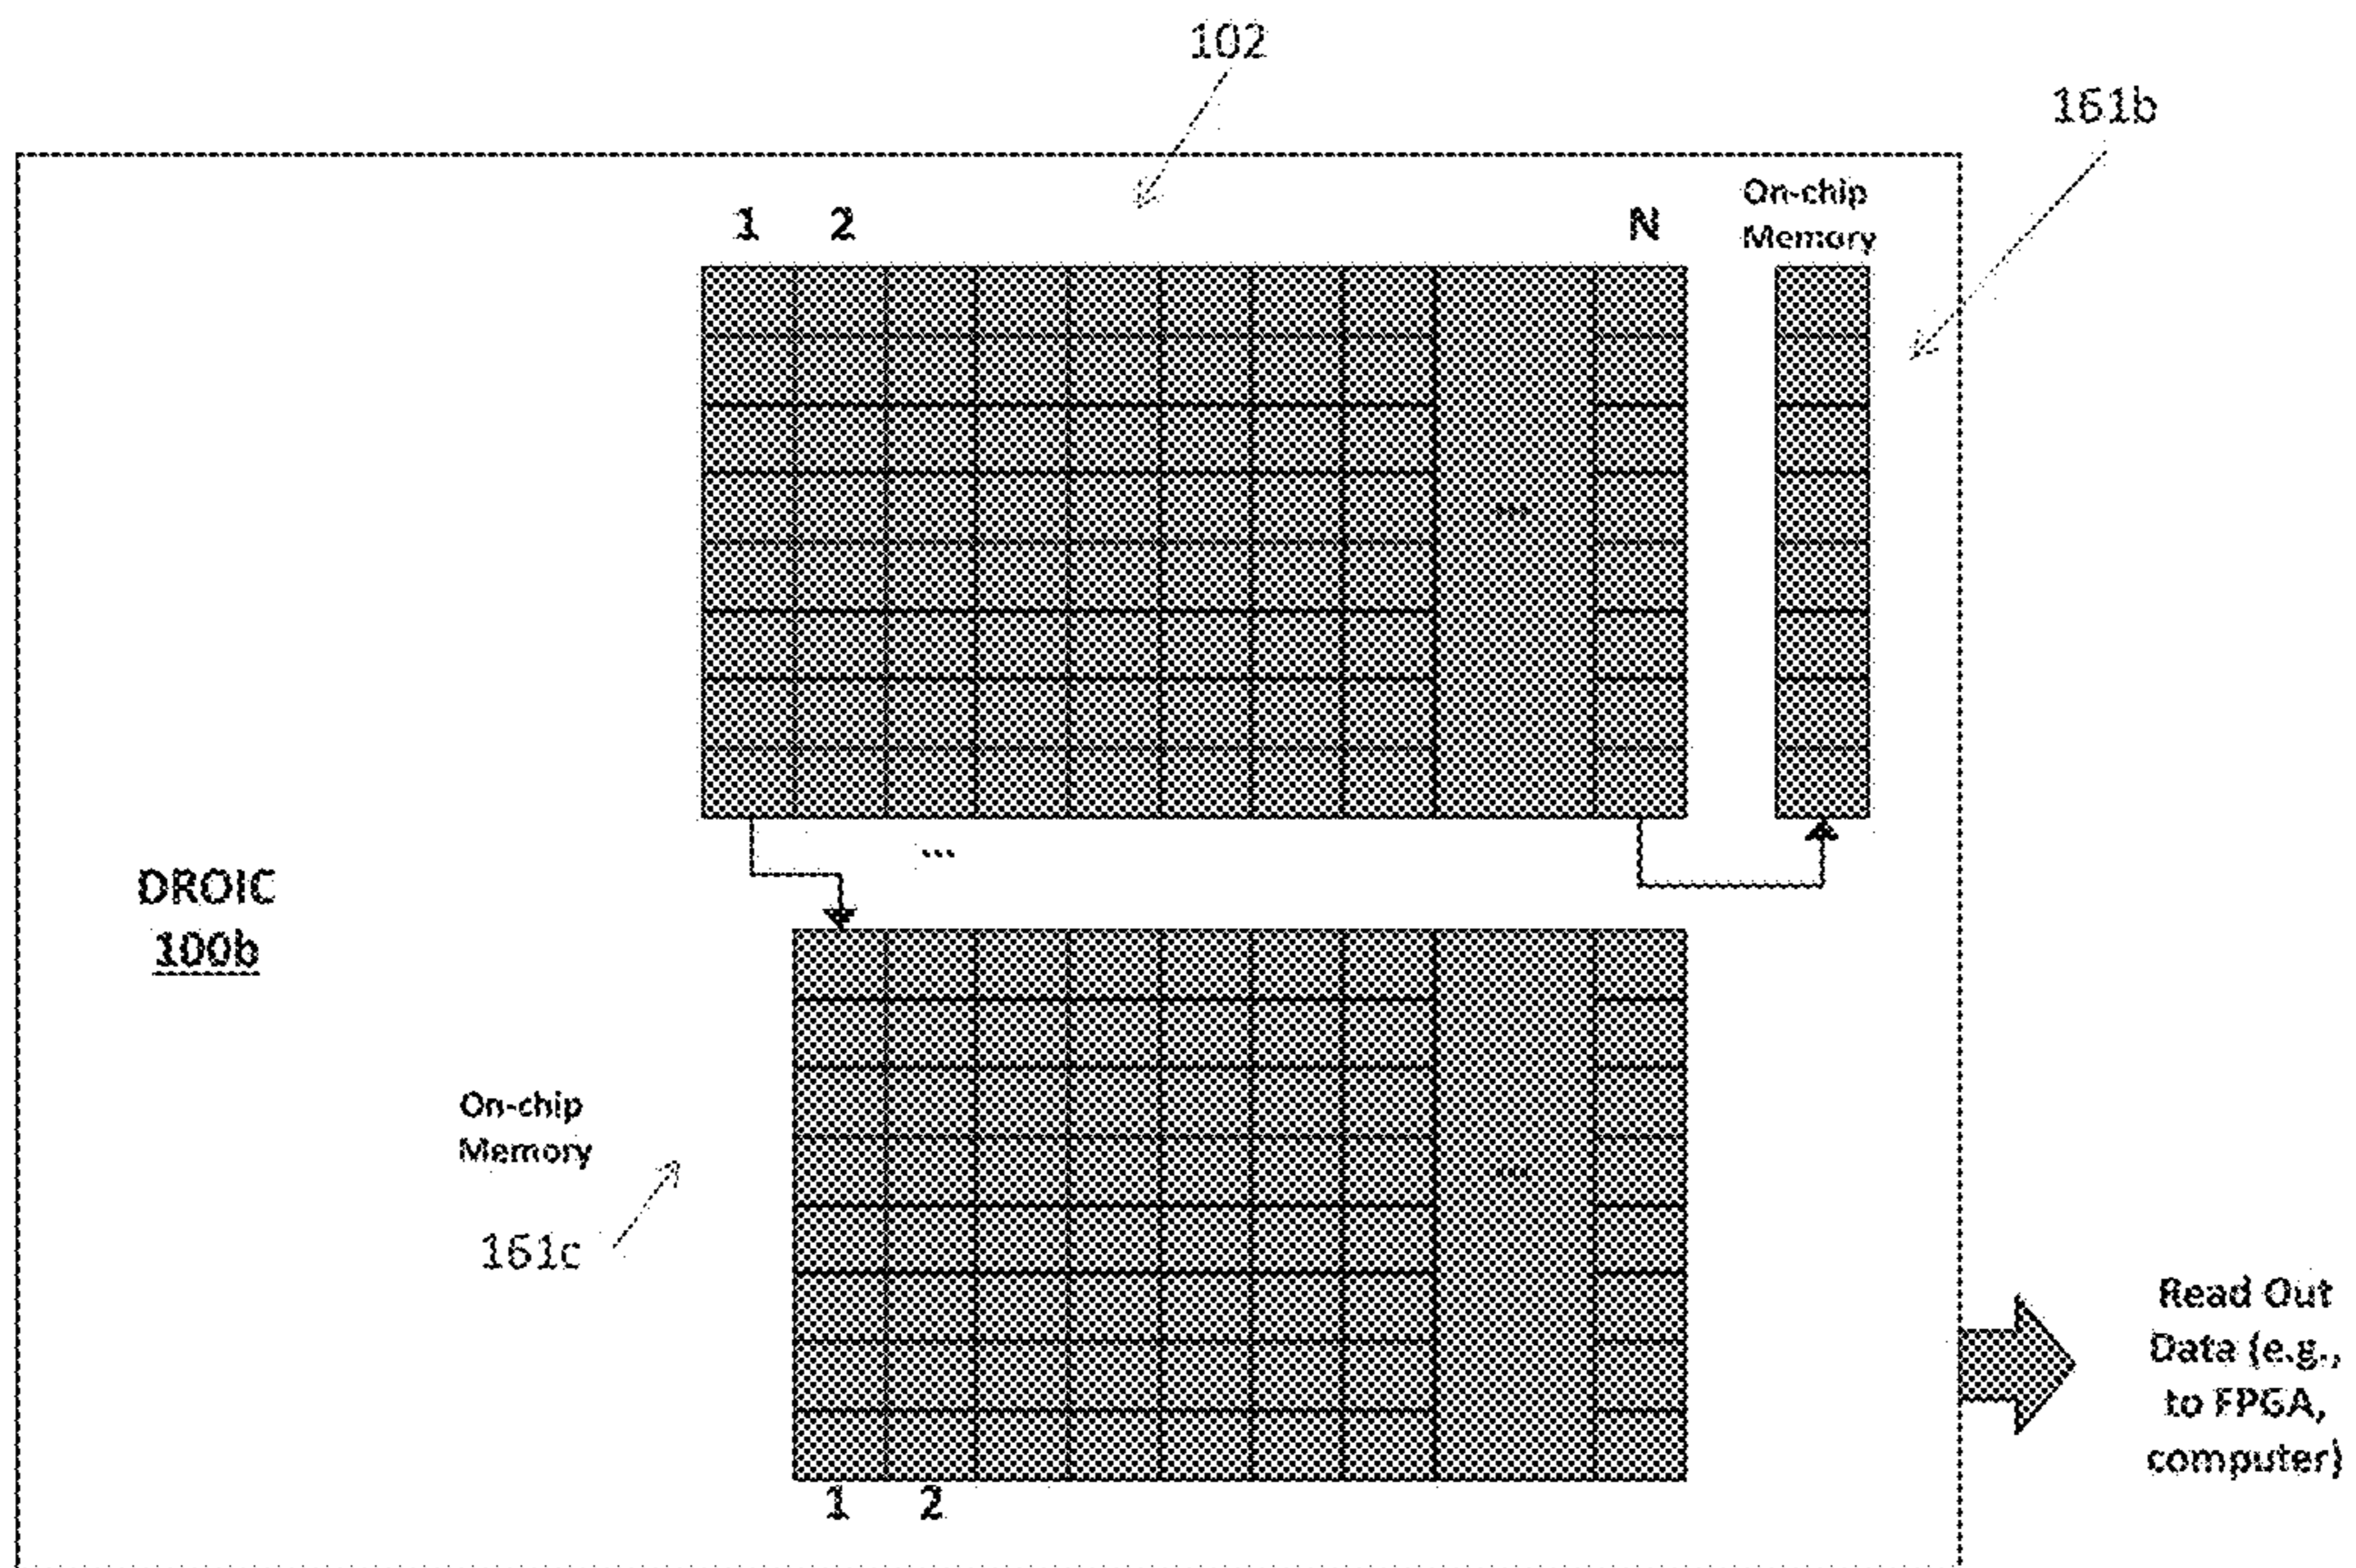 102
161b
1 2 N
On-chip
Memory
...
...
DROIC
100b
On-chip
Memory
...
161c
Read Out
Data (e.g.,
to FPGA,
computer)
1 2